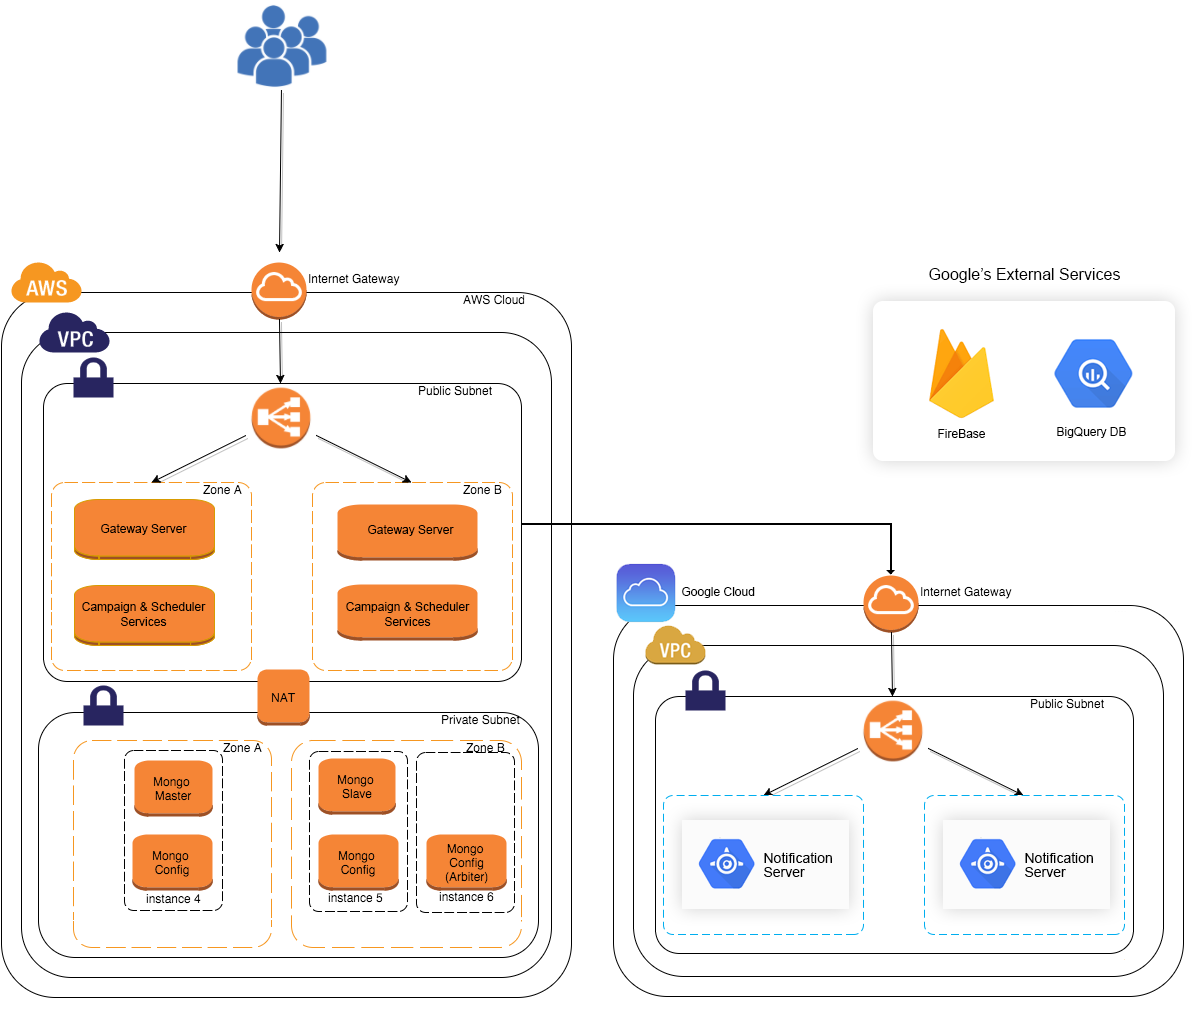 Internet Gateway
AWS
AWS Cloud
VPC
Public Subnet
Zone A
Zone B
Gateway Server
Gateway Server
Campaign & Scheduler
Services
Campaign & Scheduler
Services
NAT
Private Subnet
Zone A
Zone B
Mongo
Master
Mongo
Slave
Mongo
Config
Mongo
Config
Mongo
Config
(Arbiter)
instance 4
instance 5
instance 6
Google's External Services
FireBase
BigQuery DB
Google Cloud
Internet Gateway
VPC
Public Subnet
Notification
Server
Notification
Server